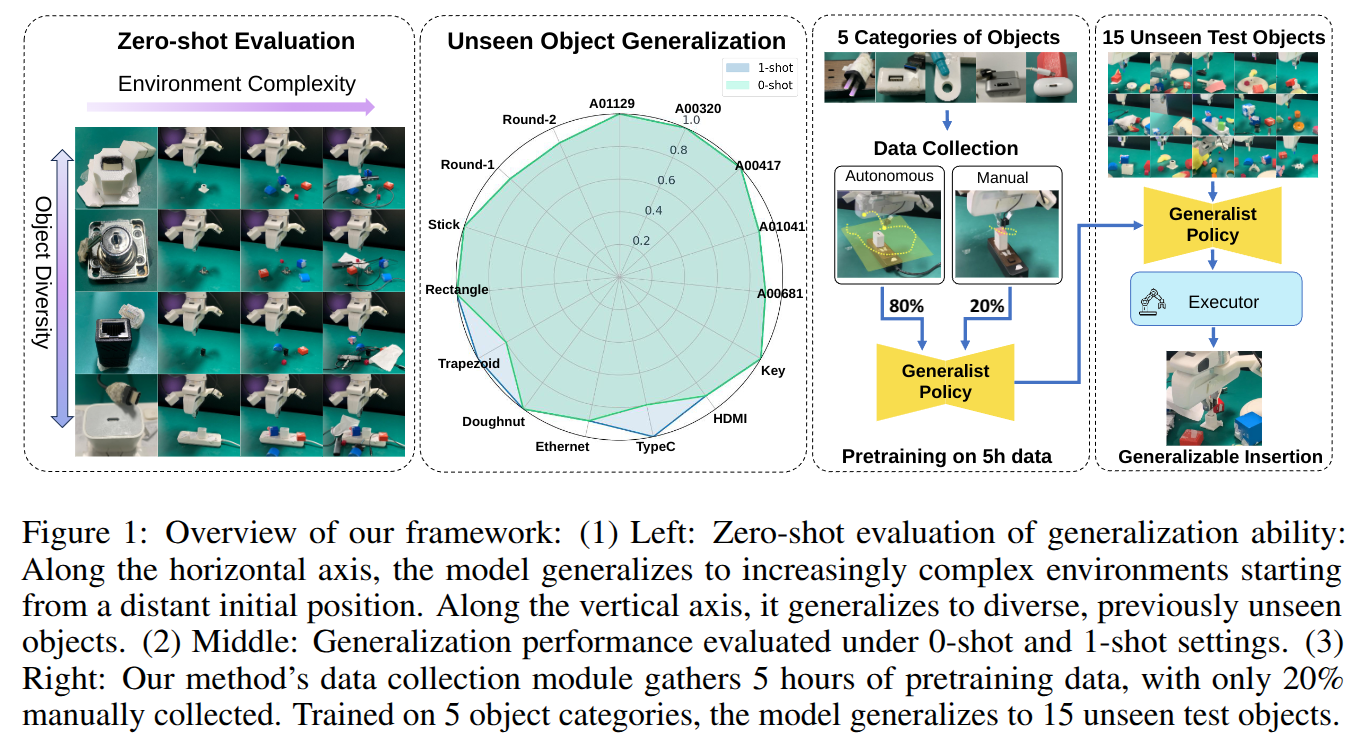 Zero-shot Evaluation
Environment Complexity
Object Diversity
Unseen Object Generalization
1-shot
0-shot
A01129
A00320
A00417
A01041
A00681
Key
HDMI
TypeC
Ethernet
Doughnut
Trapezoid
Rectangle
Stick
Round-1
Round-2
1.0
0.8
0.6
0.4
0.2
5 Categories of Objects
Data Collection
Autonomous
Manual
80%
20%
Generalist
Policy
Pretraining on 5h data
15 Unseen Test Objects
Generalist
Policy
Executor
Generalizable Insertion
Figure 1: Overview of our framework: (1) Left: Zero-shot evaluation of generalization ability:
Along the horizontal axis, the model generalizes to increasingly complex environments starting
from a distant initial position. Along the vertical axis, it generalizes to diverse, previously unseen
objects. (2) Middle: Generalization performance evaluated under 0-shot and 1-shot settings. (3)
Right: Our method's data collection module gathers 5 hours of pretraining data, with only 20%
manually collected. Trained on 5 object categories, the model generalizes to 15 unseen test objects.